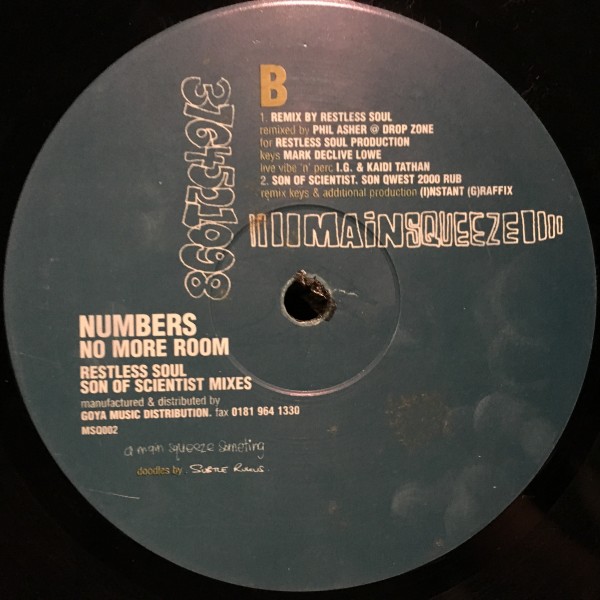 B
1. REMIX BY RESTLESS SOUL
remixed by PHIL ASHER @ DROP ZONE
for RESTLESS SOUL PRODUCTION
keys MARK DECLIVE LOWE
live vibe 'n' perc I.G. & KAIDI TATHAN
2. SON OF SCIENTIST. SON QWEST 2000 RUB
remix keys & additional production (I)NSTANT (G)RAFFIX
MAiNSQUEEZE
NUMBERS
NO MORE ROOM
RESTLESS SOUL
SON OF SCIENTIST MIXES
manufactured & distributed by
GOYA MUSIC DISTRIBUTION. fax 0181 964 1330
MSQ002
a main squeeze someting
doodles by